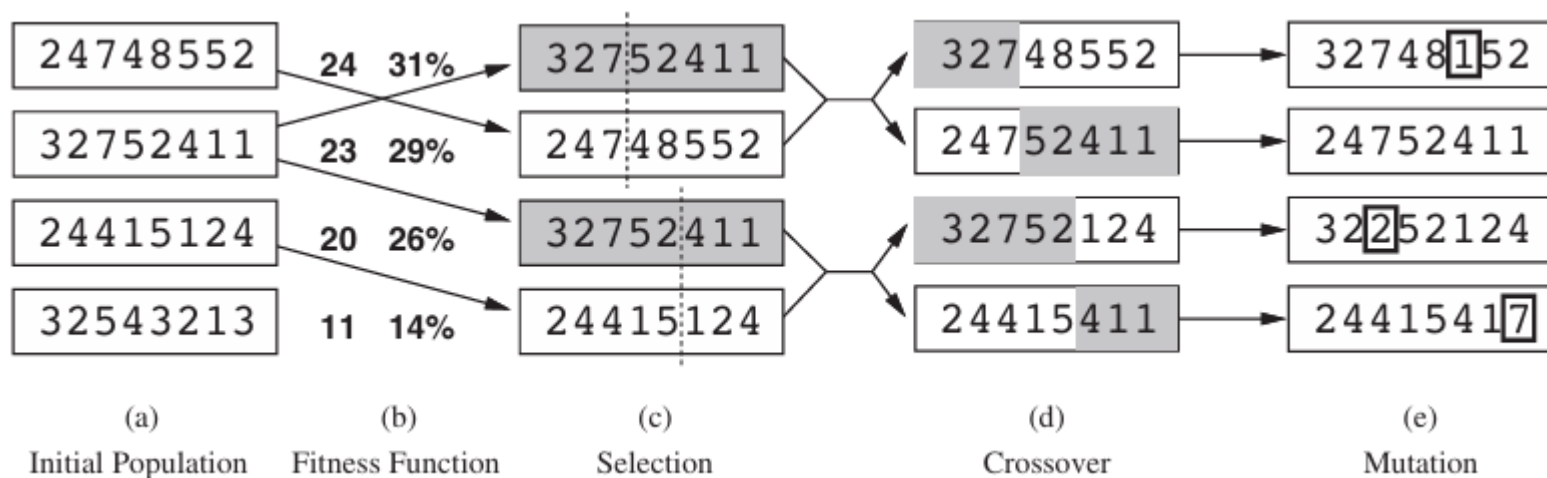 24748552 24 31% 32752411 32748552 32748152
32752411 23 29% 24748552 24752411 24752411
24415124 20 26% 32752411 32752124 32252124
32543213 11 14% 24415124 24415411 24415417
(a) (b) (c) (d) (e)
Initial Population Fitness Function Selection Crossover Mutation